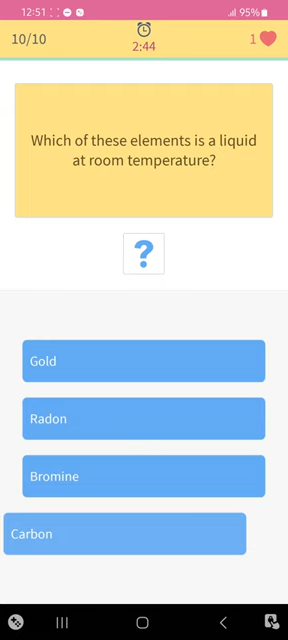 12:51
95%
10/10
2:44
1
Which of these elements is a liquid
at room temperature?
?
Gold
Radon
Bromine
Carbon